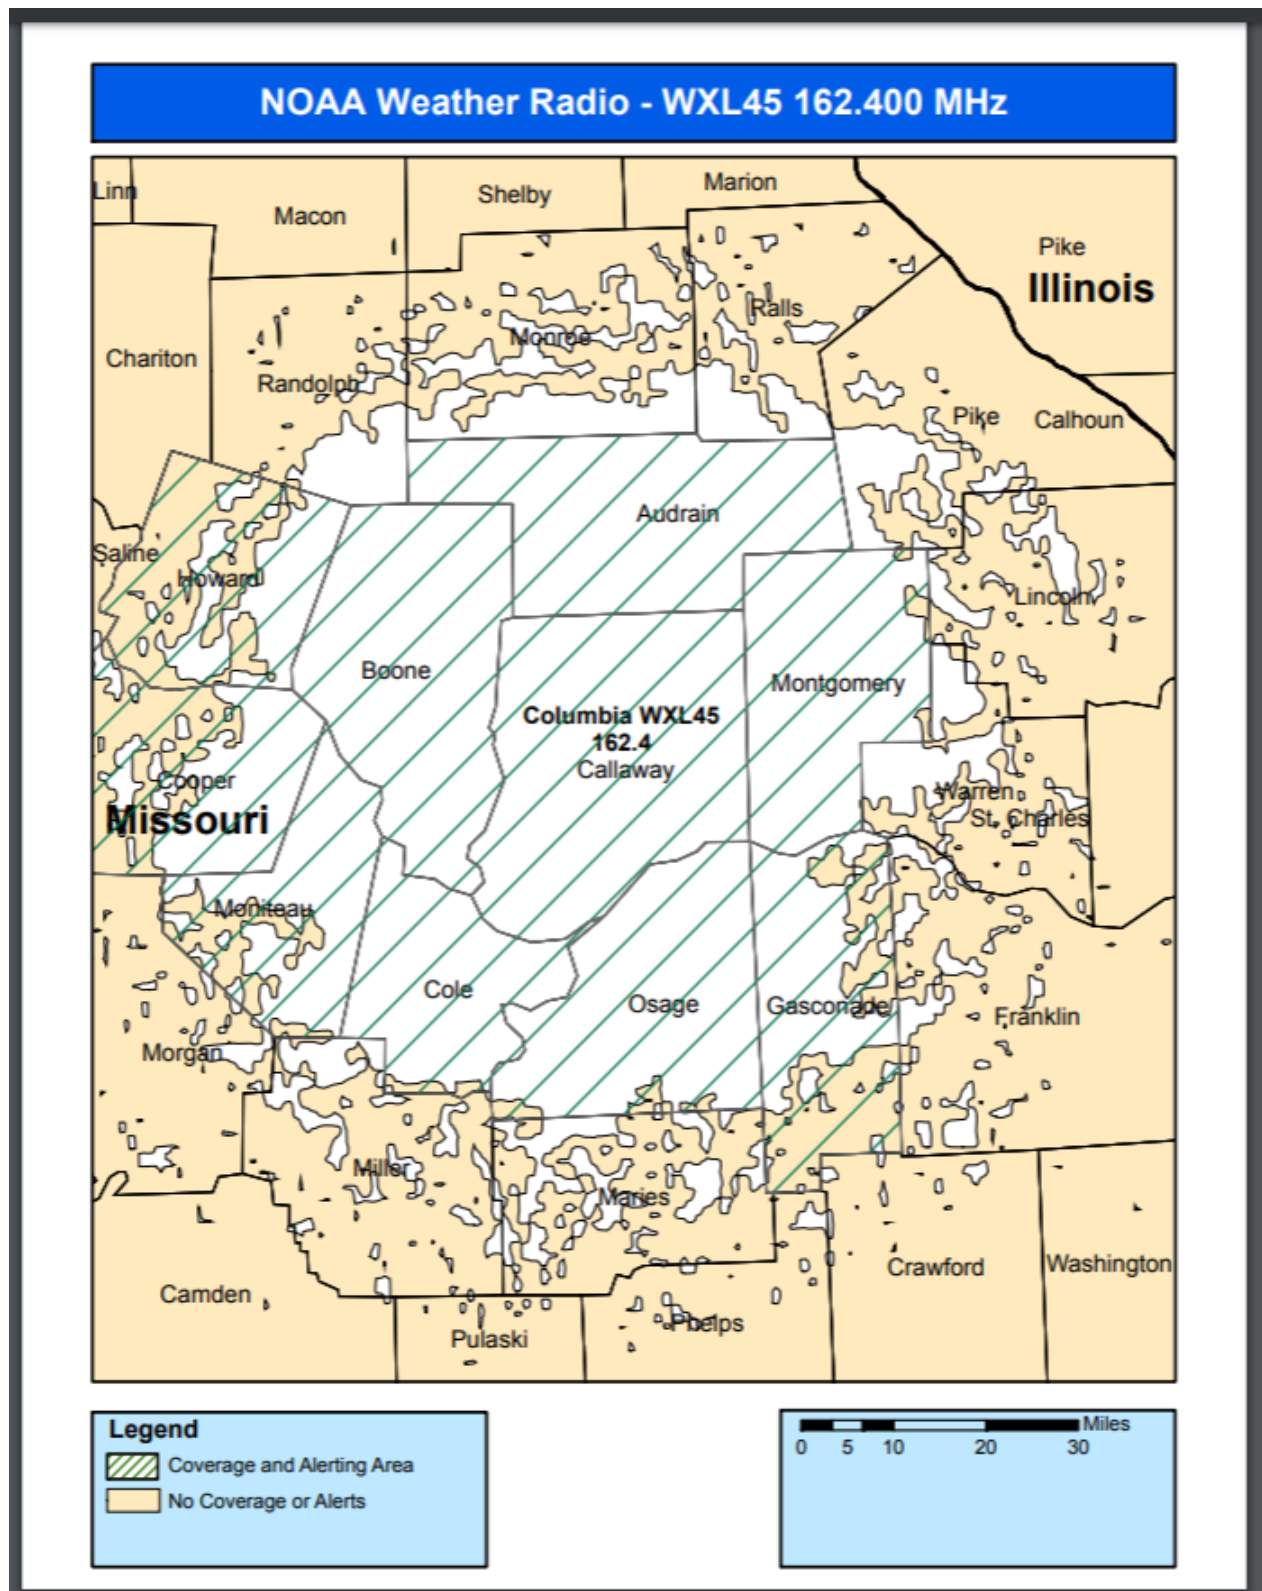 NOAA Weather Radio - WXL45 162.400 MHz
Linn
Macon
Shelby
Marion
Pike
Illinois
Ralls
Monroe
Chariton
Randolph
Pike
Calhoun
Audrain
Saline
Howard
Lincoln
Boone
Montgomery
Columbia WXL45
162.4
Callaway
Cooper
Missouri
Warren
St. Charles
Moniteau
Cole
Osage
Gasconade
Franklin
Morgan
Miller
Maries
Camden
Crawford
Washington
Pulaski
Phelps
Legend
Coverage and Alerting Area
No Coverage or Alerts
Miles
0 5 10 20 30